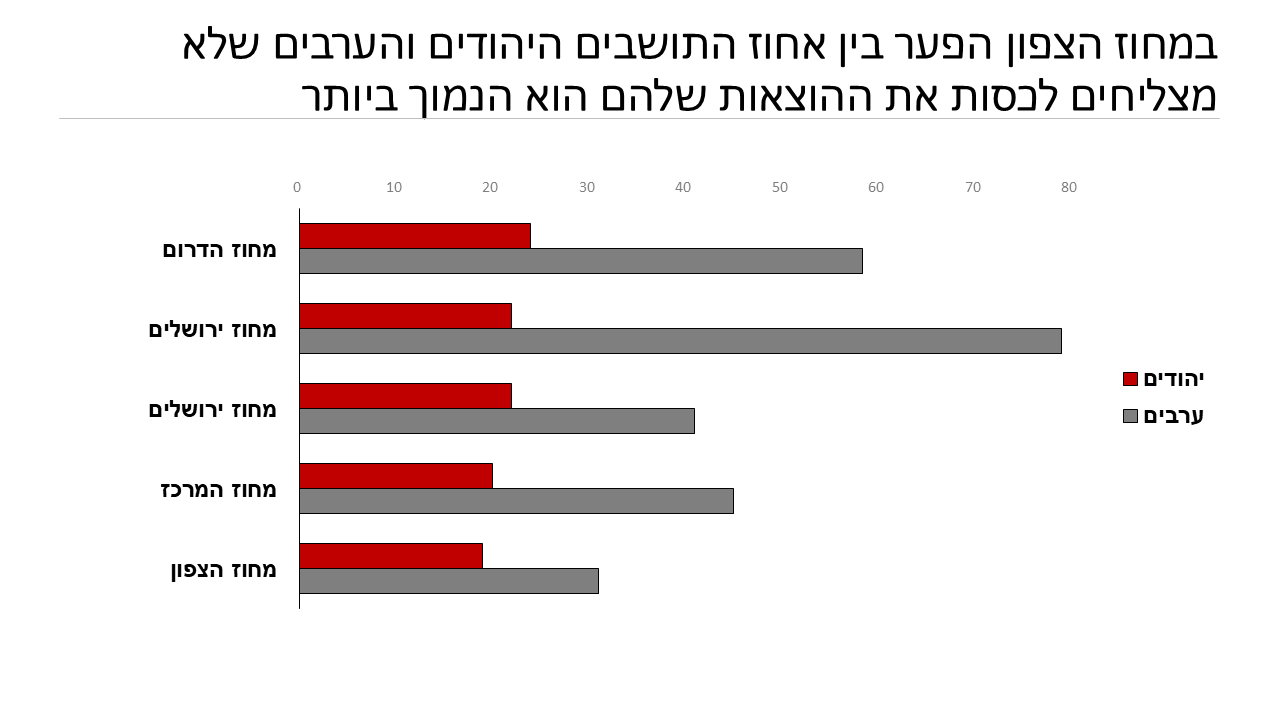 במחוז הצפון הפער בין אחוז התושבים היהודים והערבים שלא
מצליחים לכסות את ההוצאות שלהם הוא הנמוך ביותר
0 10 20 30 40 50 60 70 80
מחוז הדרום
מחוז ירושלים
מחוז ירושלים
מחוז המרכז
מחוז הצפון
יהודים
ערבים